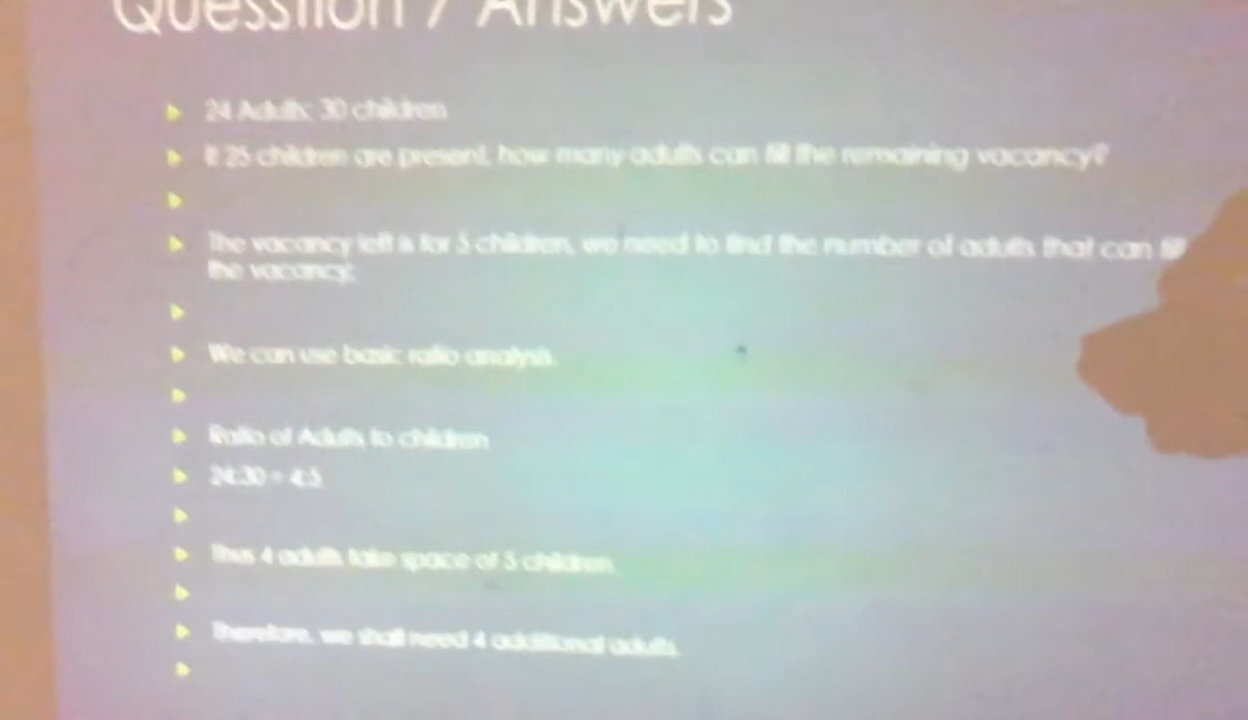 Quesstion / Answers
24 Adults: 30 children
If 25 children are present, how many adults can fill the remaining vacancy?
The vacancy left is for 5 children, we need to find the number of adults that can fill
the vacancy.
We can use basic ratio analysis.
Ratio of Adults to children
24:30 = 4:5
Thus 4 adults take space of 5 children.
Therefore, we shall need 4 additional adults.